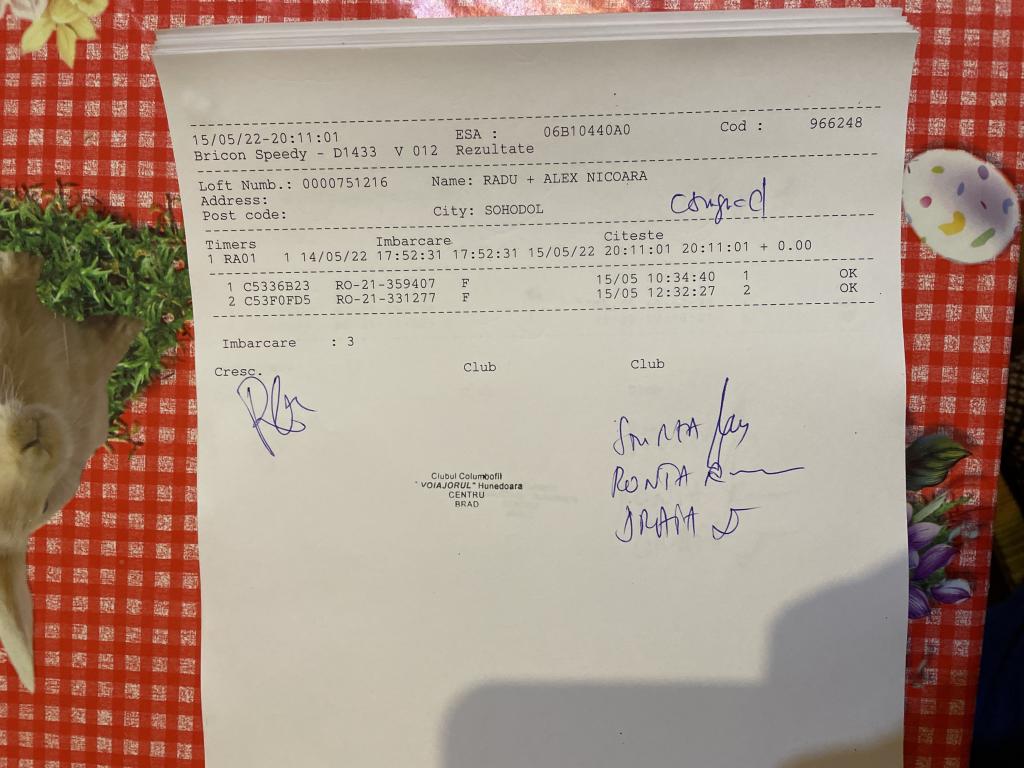 15/05/22-20:11:01 ESA : 06B10440A0 Cod : 966248
Bricon Speedy - D1433 V 012 Rezultate
Loft Numb.: 0000751216 Name: RADU + ALEX NICOARA
Address:
Post code: City: SOHODOL
Timers Imbarcare Citeste
1 RA01 1 14/05/22 17:52:31 17:52:31 15/05/22 20:11:01 20:11:01 + 0.00
1 C5336B23 RO-21-359407 F 15/05 10:34:40 1 OK
2 C53F0FD5 RO-21-331277 F 15/05 12:32:27 2 OK
Imbarcare : 3
Cresc. Club Club
Clubul Columbofil
"VOIAJORUL" Hunedoara
CENTRU
BRAD